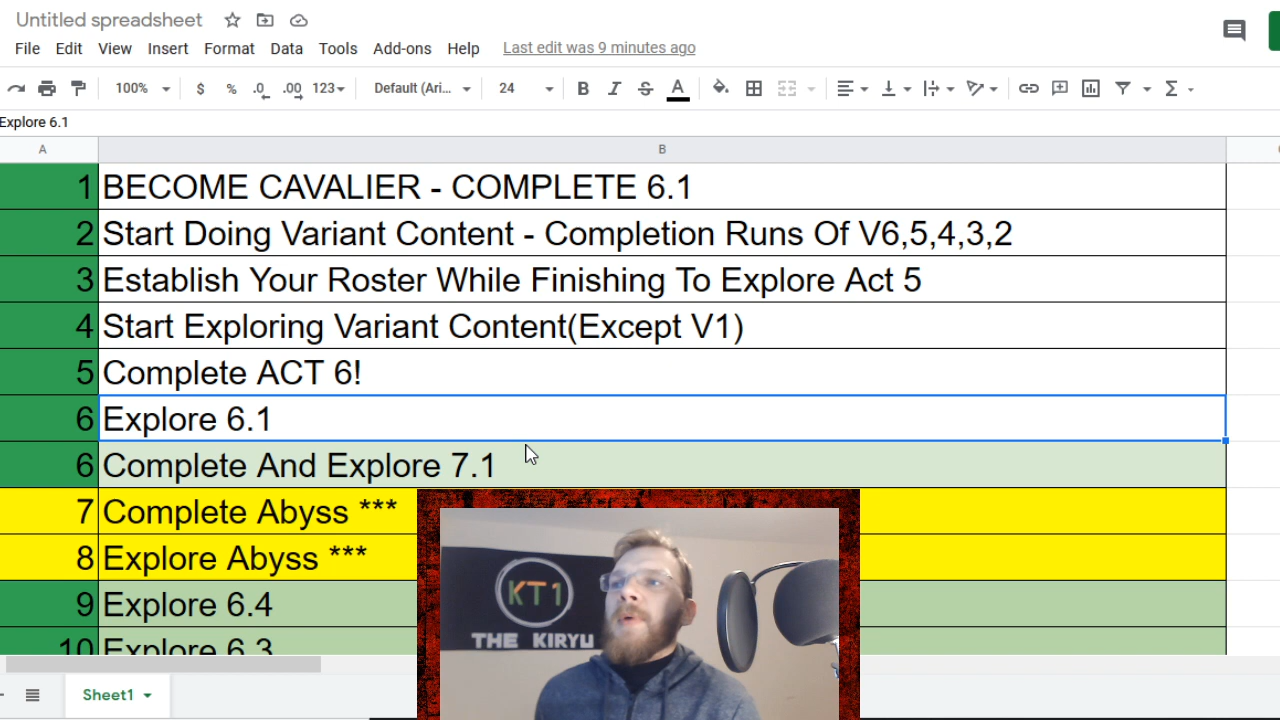 Untitled spreadsheet
File Edit View Insert Format Data Tools Add-ons Help Last edit was 9 minutes ago
100% $ % .0 .00 123 Default (Ari... 24 B I S A Σ
Explore 6.1
A B
1 BECOME CAVALIER - COMPLETE 6.1
2 Start Doing Variant Content - Completion Runs Of V6,5,4,3,2
3 Establish Your Roster While Finishing To Explore Act 5
4 Start Exploring Variant Content(Except V1)
5 Complete ACT 6!
6 Explore 6.1
6 Complete And Explore 7.1
7 Complete Abyss ***
8 Explore Abyss ***
9 Explore 6.4
10 Explore 6.3
KT1
THE KIRYU
Sheet1